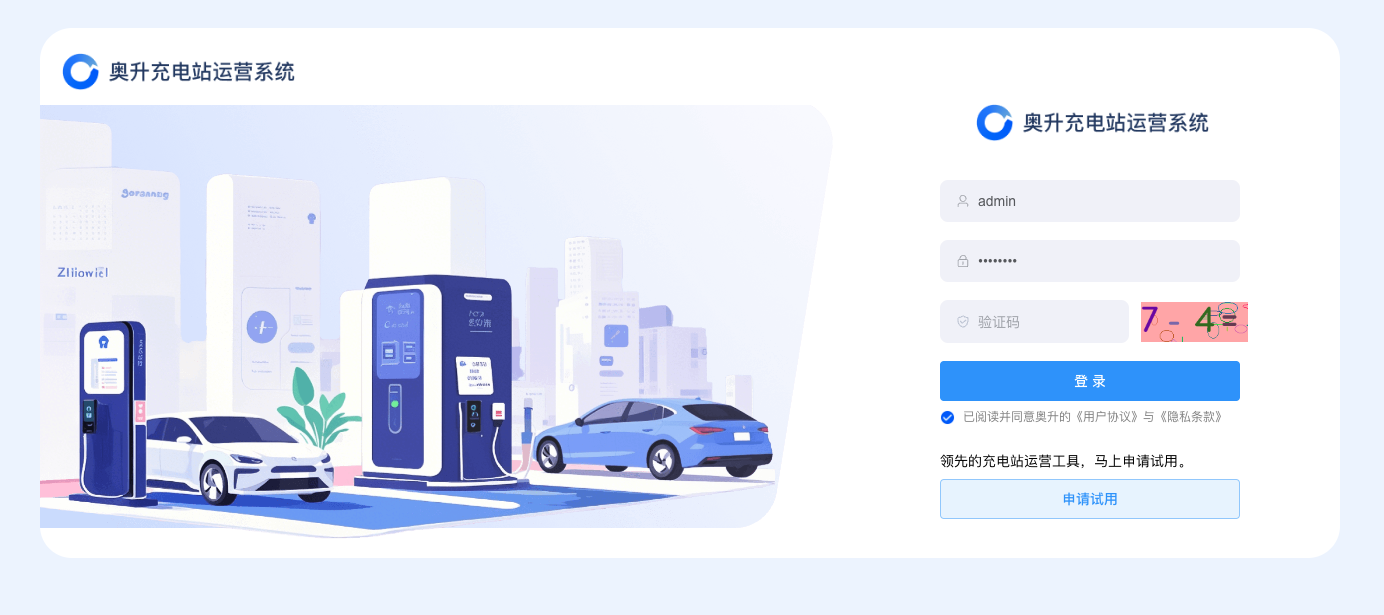 奥升充电站运营系统
奥升充电站运营系统
admin
••••••••
验证码
7 - 4 =
登 录
已阅读并同意奥升的《用户协议》与《隐私条款》
领先的充电站运营工具，马上申请试用。
申请试用